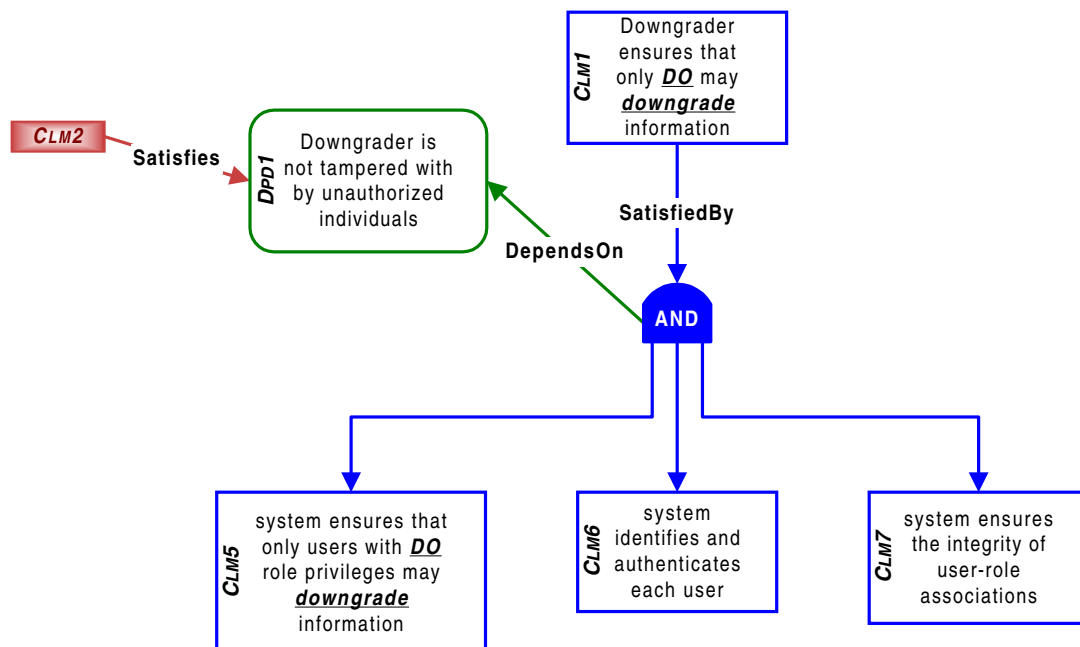 CLM1
Downgrader
ensures that
only DO may
downgrade
information
CLM2
Satisfies
DPD1
Downgrader is
not tampered with
by unauthorized
individuals
SatisfiedBy
DependsOn
AND
CLM5
system ensures that
only users with DO
role privileges may
downgrade
information
CLM6
system
identifies and
authenticates
each user
CLM7
system ensures
the integrity of
user-role
associations